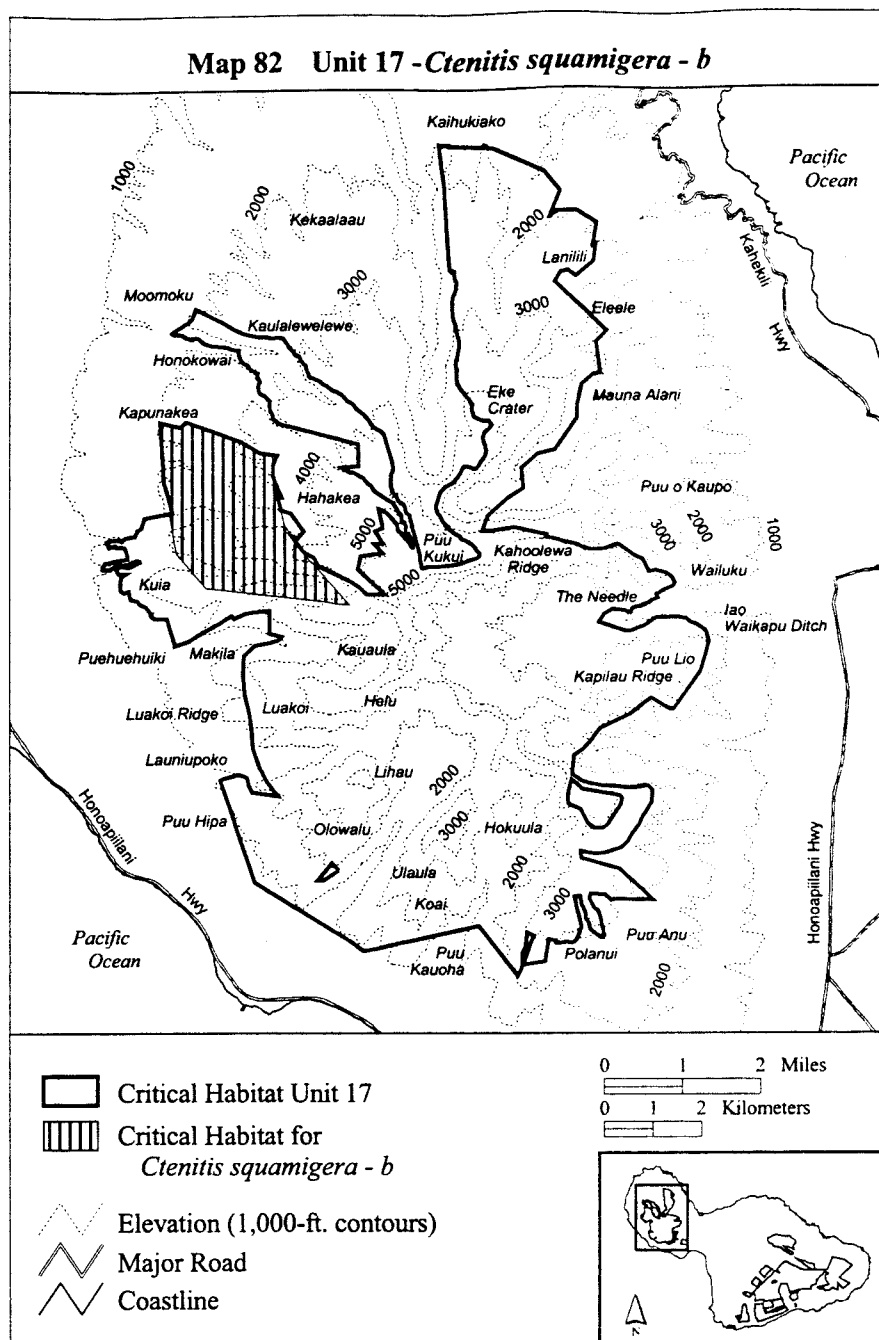 Map 82 Unit 17 - Ctenitis squamigera - b
Kaihukiako
Pacific
Ocean
1000
2000
Kekaalaau
2000
Lanilili
Kahekili
Hwy
3000
Moomoku
3000
Eleele
Kaulalewelewe
Honokowai
Eke
Crater
Mauna Alani
Kapunakea
4000
Hahakea
Puu o Kaupo
5000
Puu
Kukui
3000
2000
1000
Kahoolewa
Ridge
Wailuku
5000
Kuia
The Needle
Iao
Waikapu Ditch
Puehuehuiki
Makila
Kauaula
Puu Lio
Kapilau Ridge
Luakoi Ridge
Luakoi
Helu
Launiupoko
Lihau
2000
Puu Hipa
Olowalu
3000
Hokuula
Honoapiilani
Hwy
Ulaula
2000
Honoapiilani Hwy
Koai
3000
Pacific
Ocean
Puu
Kauoha
Polanui
Puu Anu
2000
Critical Habitat Unit 17
Critical Habitat for
Ctenitis squamigera - b
Elevation (1,000-ft. contours)
Major Road
Coastline
0 1 2 Miles
0 1 2 Kilometers
N